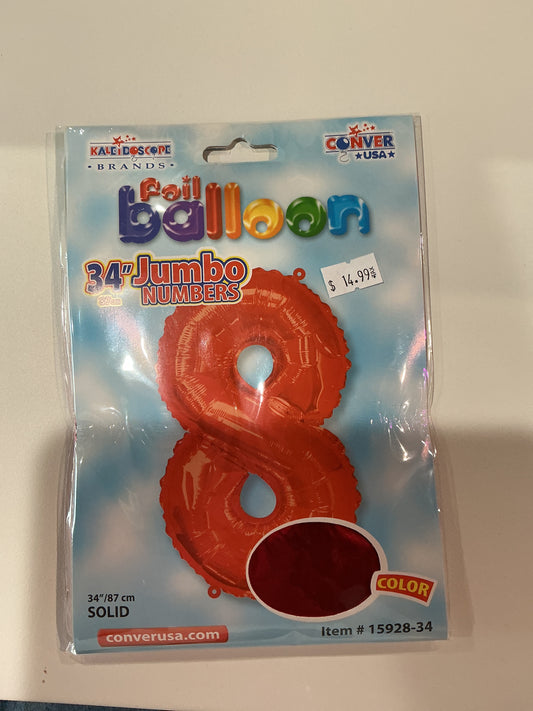 KALEIDOSCOPE
BRANDS
CONVER
USA
Foil
balloon
34" Jumbo
NUMBERS
$ 14.99
8
34"/87 cm
SOLID
COLOR
converusa.com
Item # 15928-34